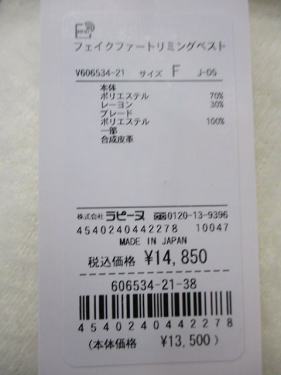 フェイクファートリミングベスト
V606534-21 サイズ F J-05
本体
ポリエステル 70%
レーヨン 30%
ブレード
ポリエステル 100%
一部
合成皮革
株式会社 ラピーヌ ☎0120-13-9396
4540240442278 10047
MADE IN JAPAN
税込価格 ¥14,850
606534-21-38
4540240442278
(本体価格 ¥13,500)